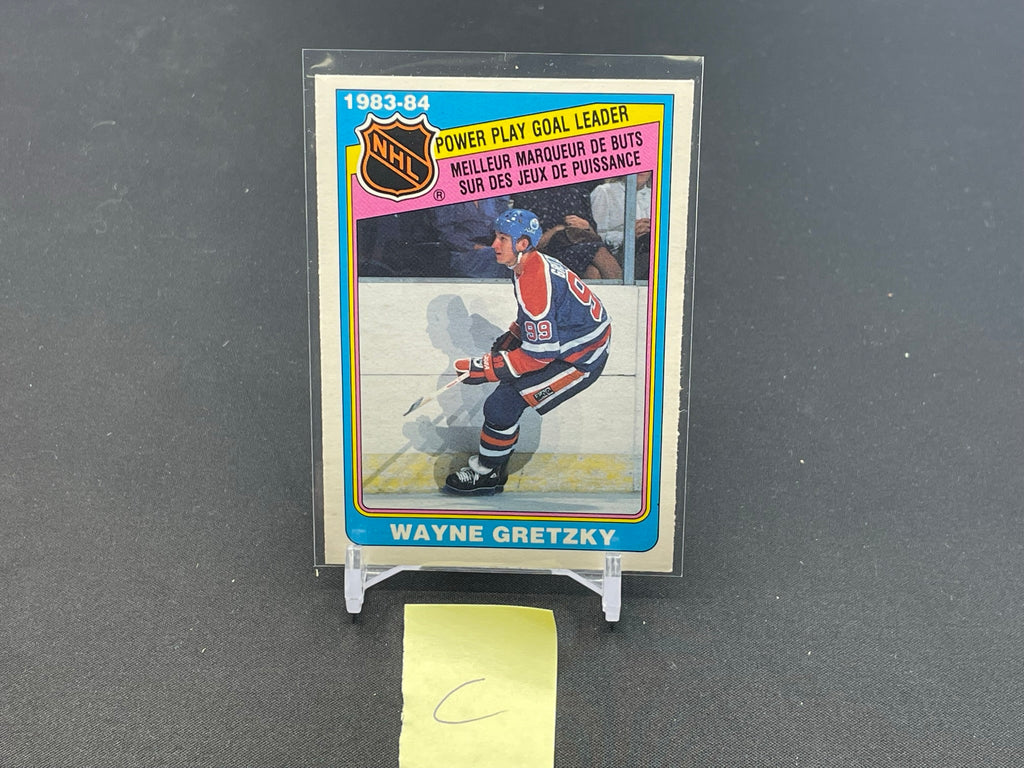 1983-84
NHL
®
POWER PLAY GOAL LEADER
MEILLEUR MARQUEUR DE BUTS
SUR DES JEUX DE PUISSANCE
99
99
WAYNE GRETZKY
C